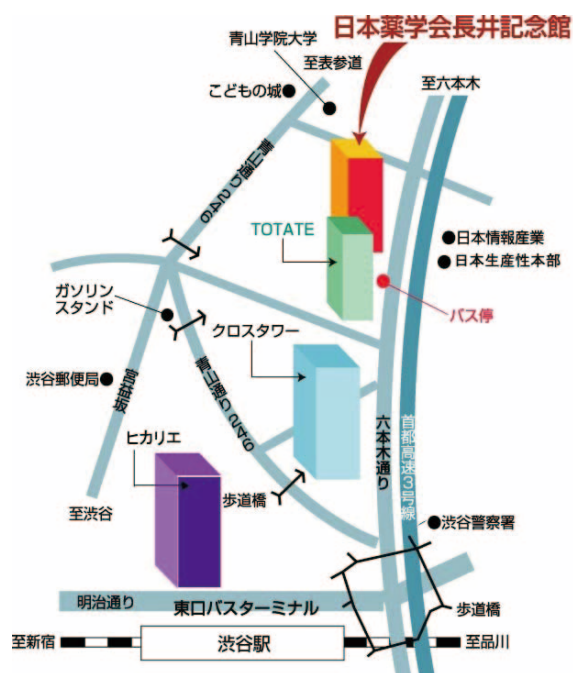 日本薬学会長井記念館
青山学院大学
至表参道
こどもの城
至六本木
青山通り246
TOTATE
日本情報産業
日本生産性本部
バス停
ガソリン
スタンド
クロスタワー
渋谷郵便局
宮益坂
青山通り246
六本木通り
首都高速3号線
ヒカリエ
歩道橋
至渋谷
渋谷警察署
明治通り
東口バスターミナル
歩道橋
至新宿
渋谷駅
至品川